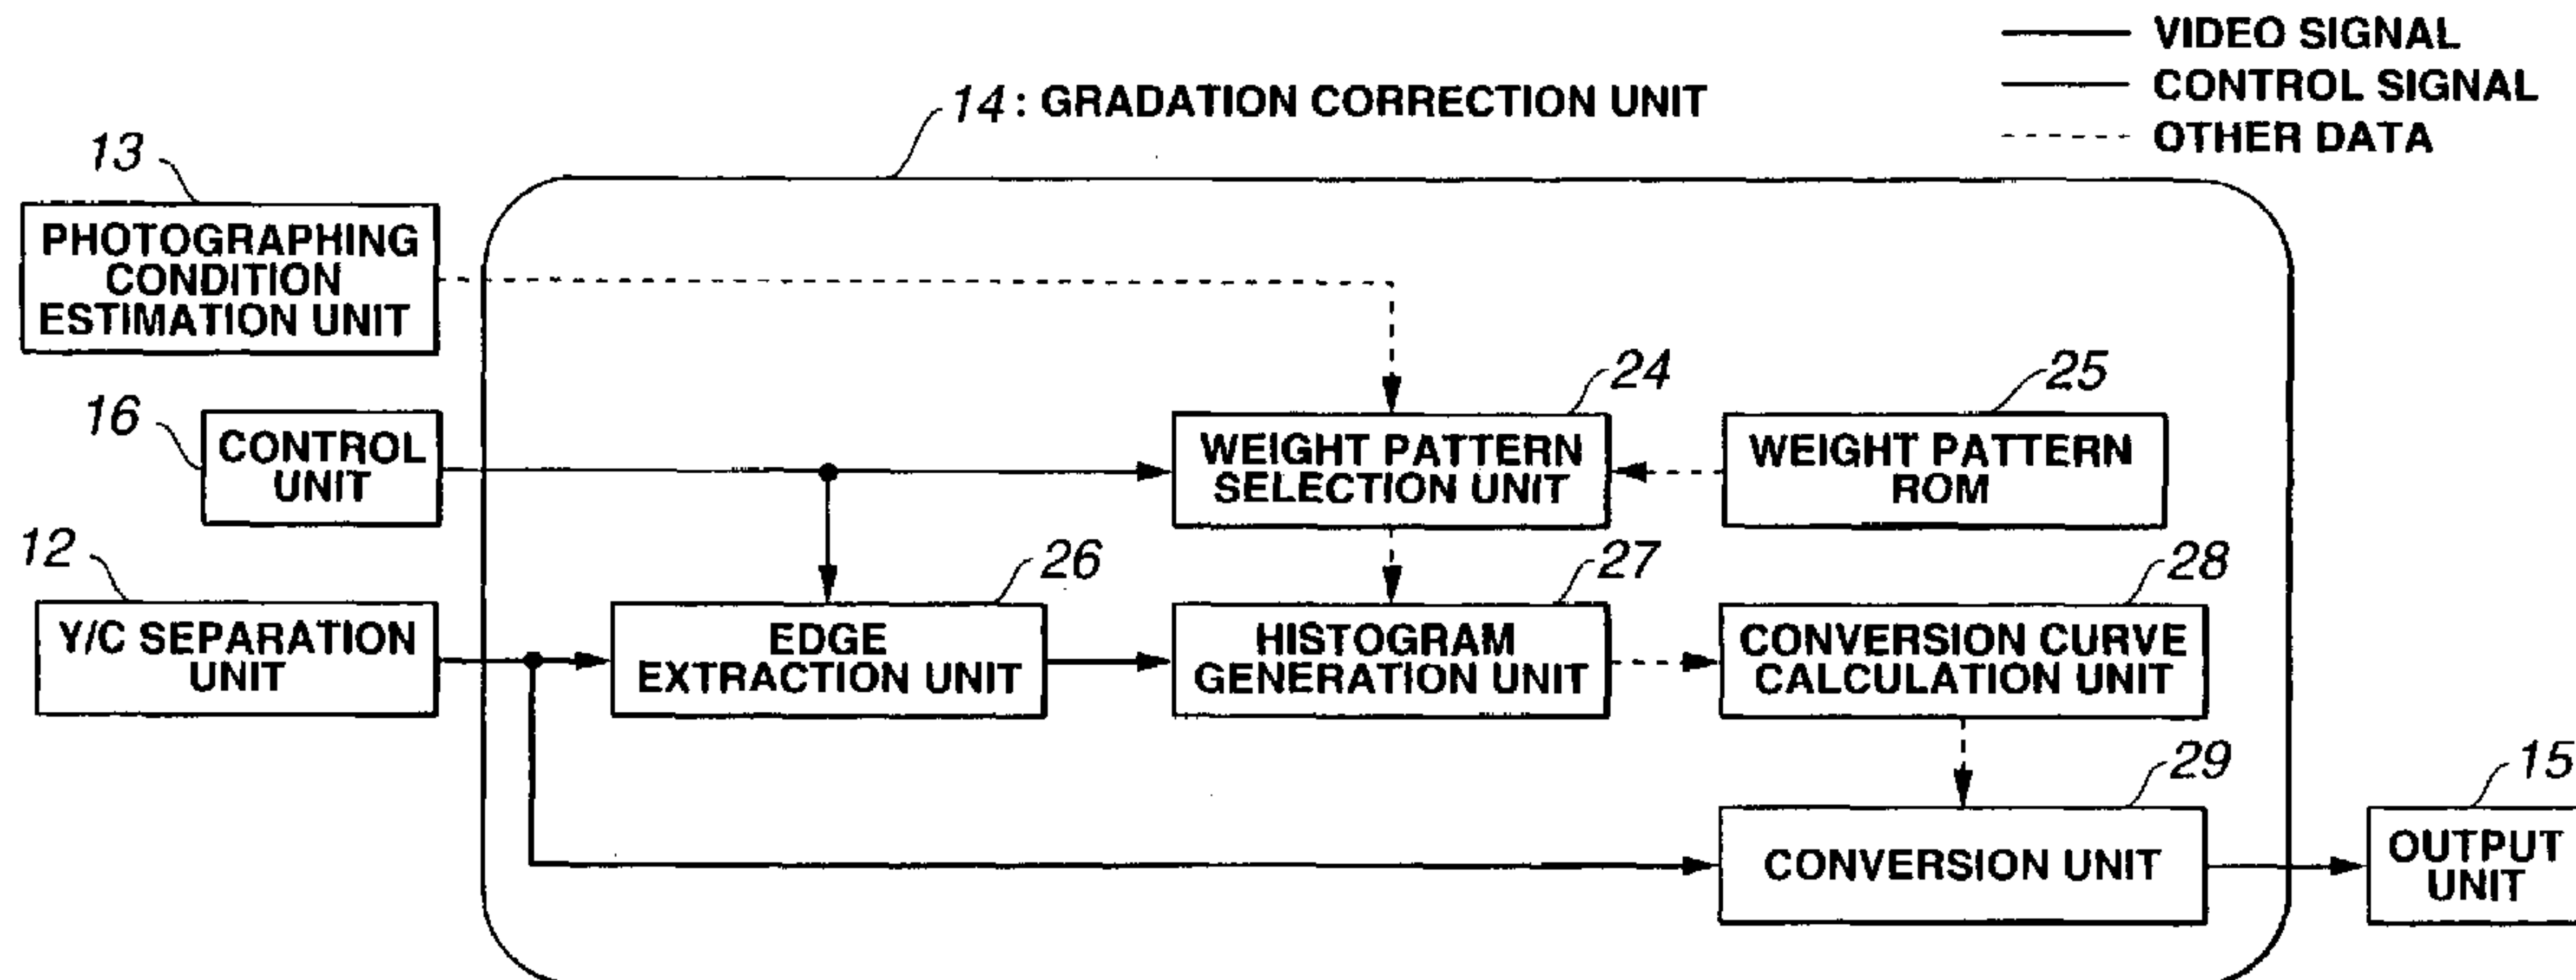 VIDEO SIGNAL
CONTROL SIGNAL
OTHER DATA
14: GRADATION CORRECTION UNIT
13
PHOTOGRAPHING
CONDITION
ESTIMATION UNIT
16
CONTROL
UNIT
24
WEIGHT PATTERN
SELECTION UNIT
25
WEIGHT PATTERN
ROM
12
Y/C SEPARATION
UNIT
26
EDGE
EXTRACTION UNIT
27
HISTOGRAM
GENERATION UNIT
28
CONVERSION CURVE
CALCULATION UNIT
29
CONVERSION UNIT
15
OUTPUT
UNIT